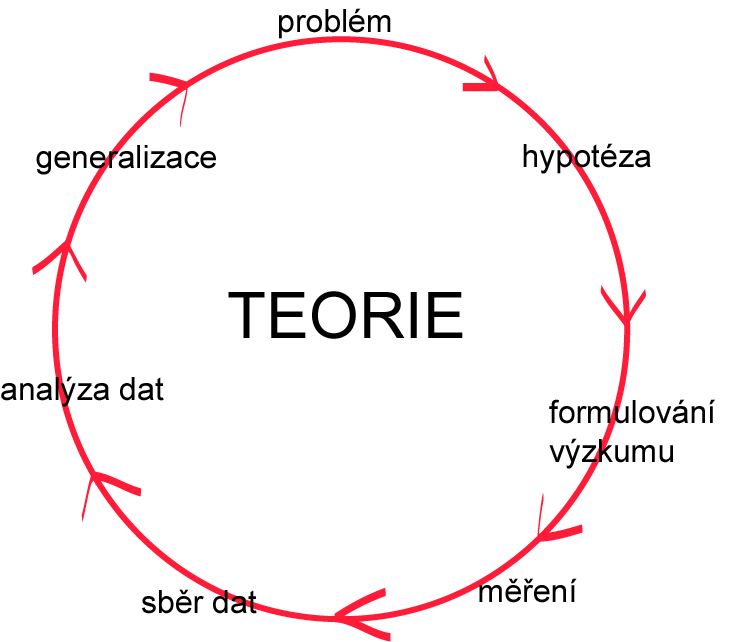 problém
hypotéza
formulování
výzkumu
měření
sběr dat
analýza dat
generalizace
TEORIE